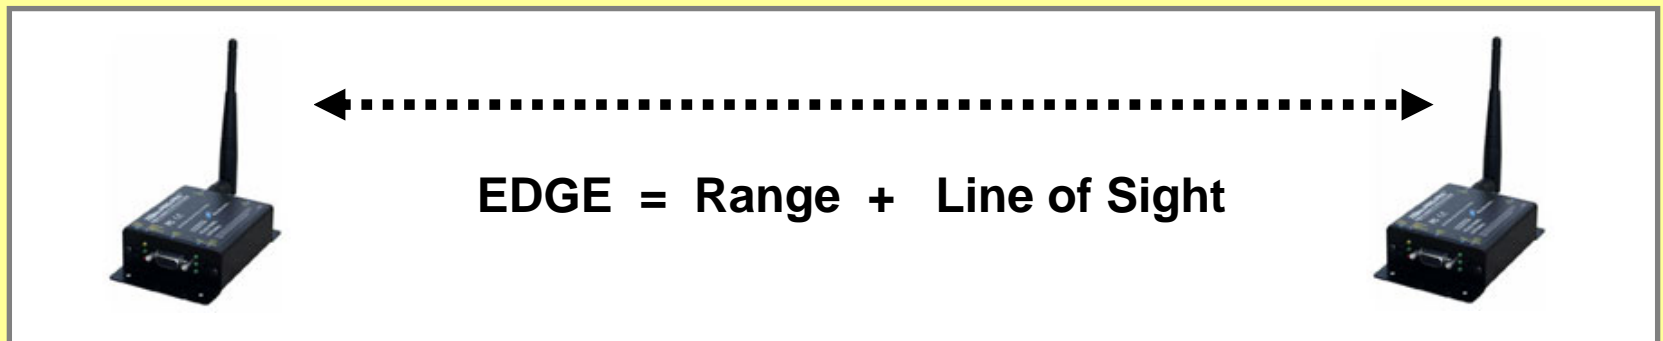 EDGE = Range + Line of Sight